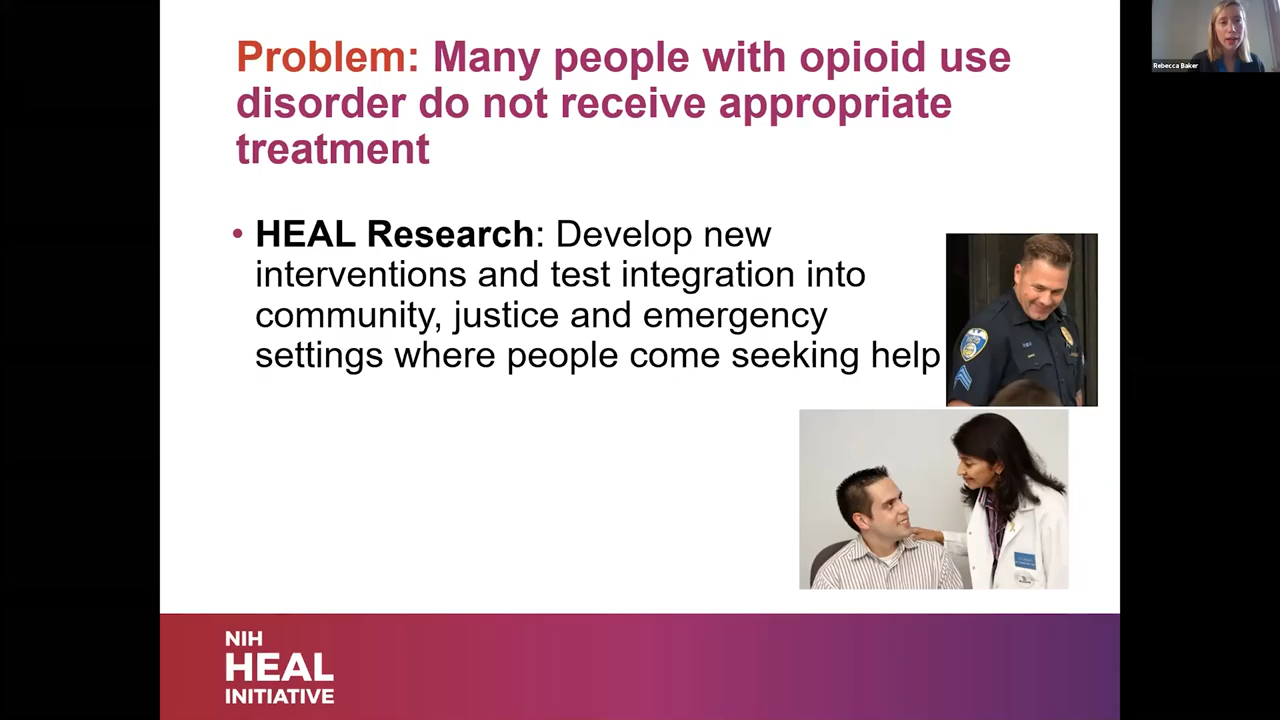 Problem: Many people with opioid use
disorder do not receive appropriate
treatment
• HEAL Research: Develop new
interventions and test integration into
community, justice and emergency
settings where people come seeking help
NIH
HEAL
INITIATIVE
Rebecca Baker